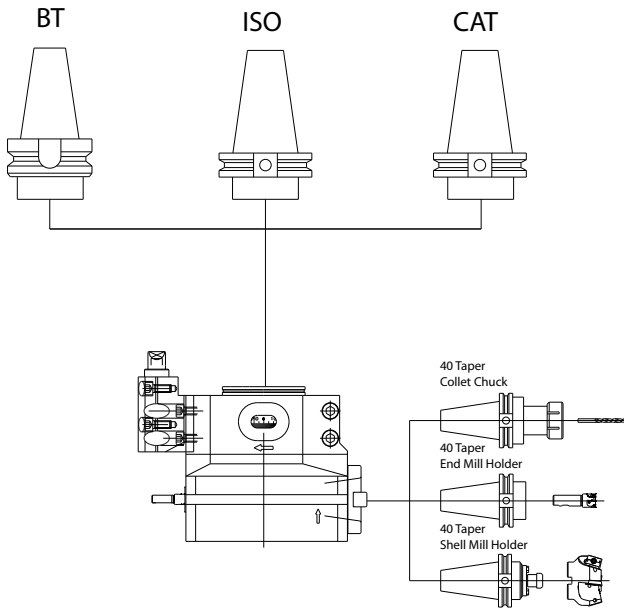 BT
ISO
CAT
40 Taper
Collet Chuck
40 Taper
End Mill Holder
40 Taper
Shell Mill Holder